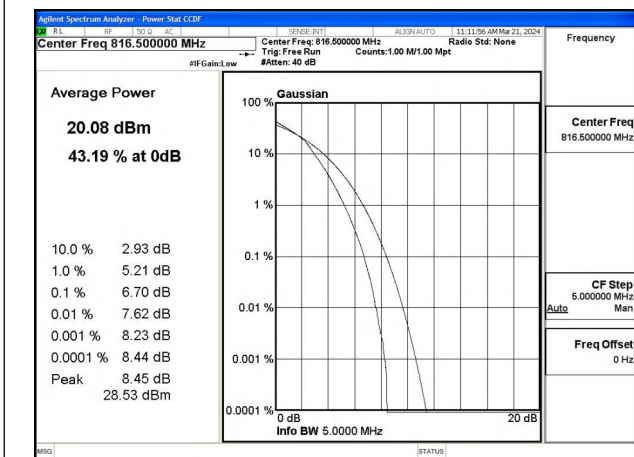 Agilent Spectrum Analyzer - Power Stat CCDF
RL RF 50 Ω AC SENSE:INT ALIGNAUTO 11:11:56 AM Mar 21, 2024
Center Freq 816.500000 MHz
Center Freq: 816.500000 MHz Radio Std: None
Trig: Free Run Counts:1.00 M/1.00 Mpt
#IFGain:Low #Atten: 40 dB
Frequency
Average Power
20.08 dBm
43.19 % at 0dB
10.0 % 2.93 dB
1.0 % 5.21 dB
0.1 % 6.70 dB
0.01 % 7.62 dB
0.001 % 8.23 dB
0.0001 % 8.44 dB
Peak 8.45 dB
28.53 dBm
Gaussian
100 %
10 %
1 %
0.1 %
0.01 %
0.001 %
0.0001 %
0 dB 20 dB
Info BW 5.0000 MHz
Center Freq
816.500000 MHz
CF Step
5.000000 MHz
Auto Man
Freq Offset
0 Hz
MSG STATUS